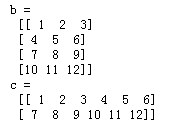 b =
[[ 1 2 3]
[ 4 5 6]
[ 7 8 9]
[10 11 12]]
c =
[[ 1 2 3 4 5 6]
[ 7 8 9 10 11 12]]